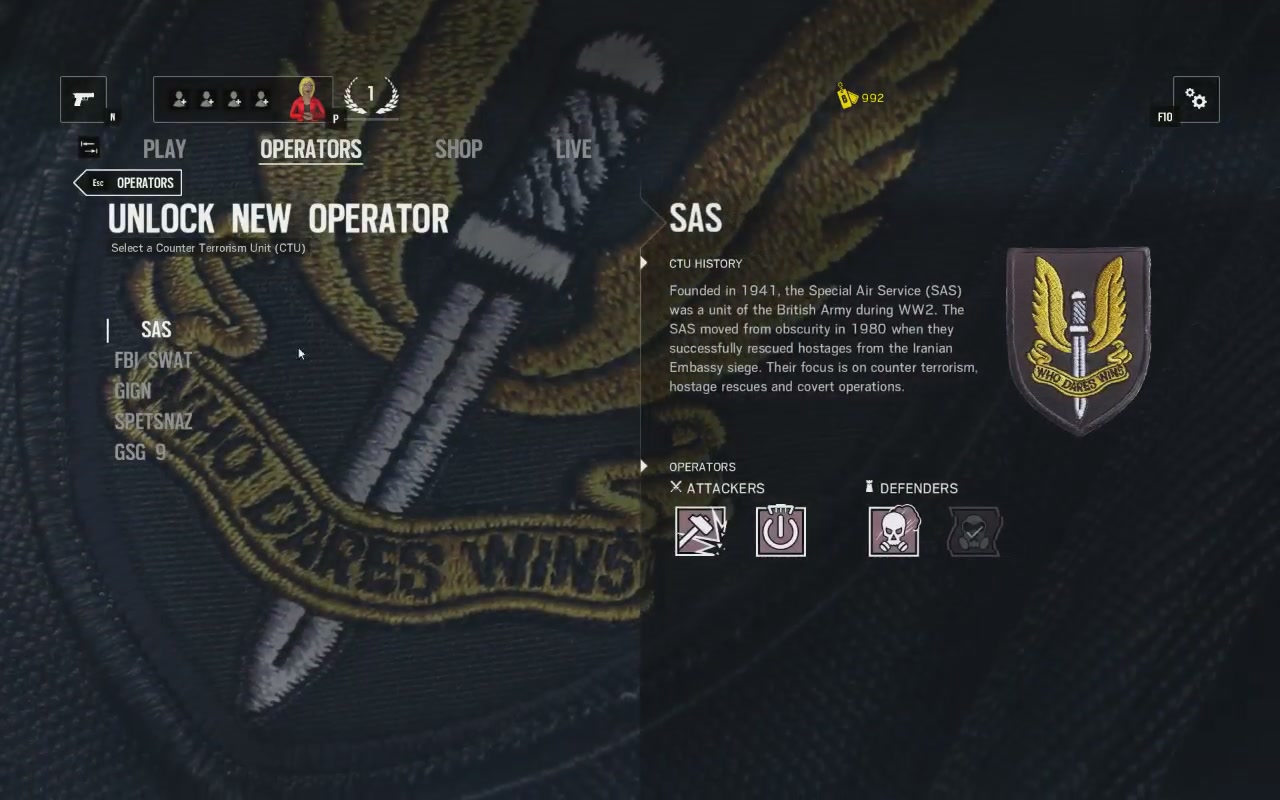 N
P
1
992
F10
PLAY
OPERATORS
SHOP
LIVE
Esc OPERATORS
UNLOCK NEW OPERATOR
Select a Counter Terrorism Unit (CTU)
SAS
FBI SWAT
GIGN
SPETSNAZ
GSG 9
WHO DARES WINS
SAS
CTU HISTORY
Founded in 1941, the Special Air Service (SAS)
was a unit of the British Army during WW2. The
SAS moved from obscurity in 1980 when they
successfully rescued hostages from the Iranian
Embassy siege. Their focus is on counter terrorism,
hostage rescues and covert operations.
WHO DARES WINS
OPERATORS
ATTACKERS
DEFENDERS